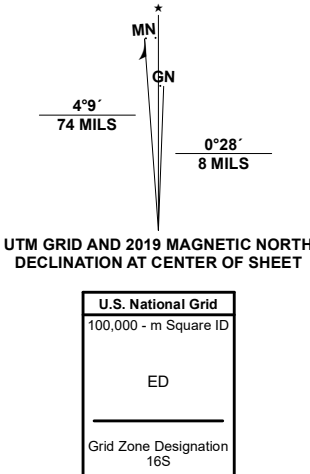 MN
GN
4°9´
74 MILS
0°28´
8 MILS
UTM GRID AND 2019 MAGNETIC NORTH
DECLINATION AT CENTER OF SHEET
U.S. National Grid
100,000 - m Square ID
ED
Grid Zone Designation
16S